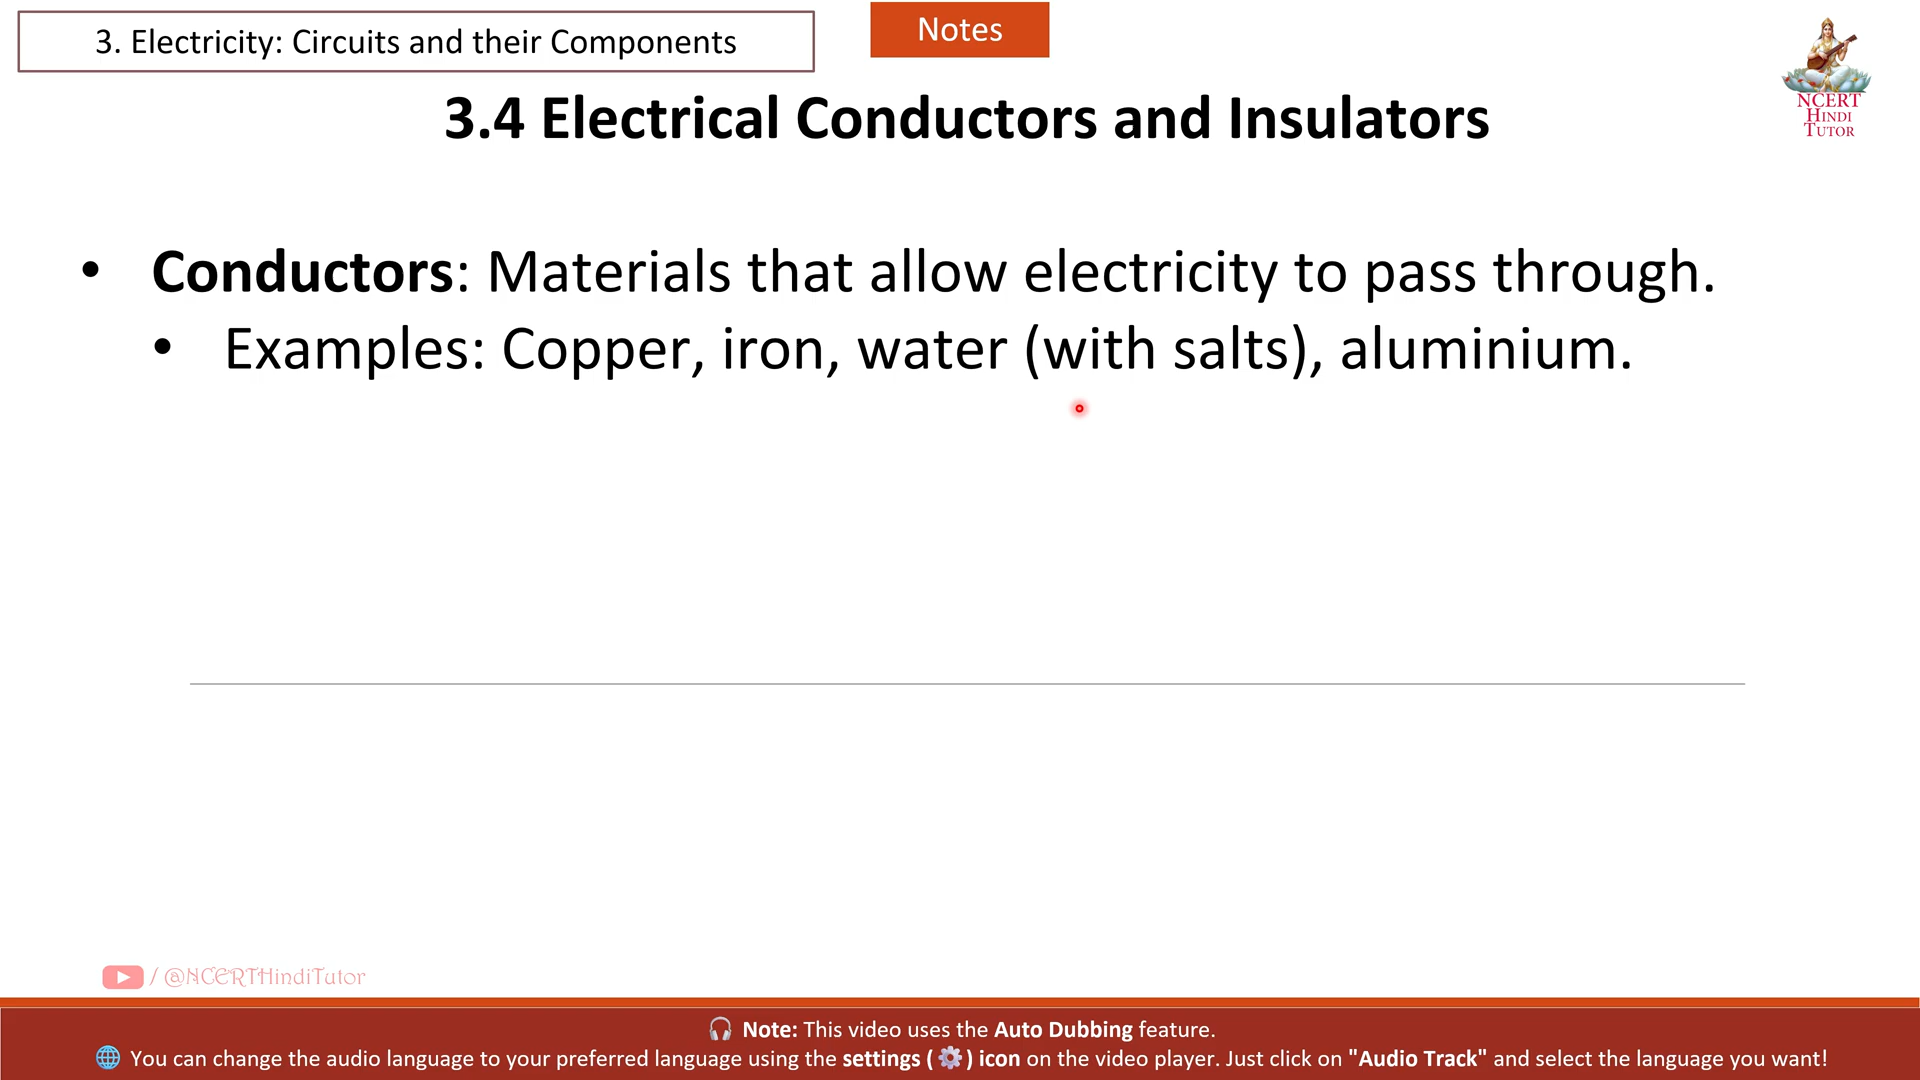 3. Electricity: Circuits and their Components
Notes
NCERT
HINDI
TUTOR
3.4 Electrical Conductors and Insulators
• Conductors: Materials that allow electricity to pass through.
• Examples: Copper, iron, water (with salts), aluminium.
/ @NCERTHindiTutor
🎧 Note: This video uses the Auto Dubbing feature.
🌐 You can change the audio language to your preferred language using the settings ( ⚙️ ) icon on the video player. Just click on "Audio Track" and select the language you want!